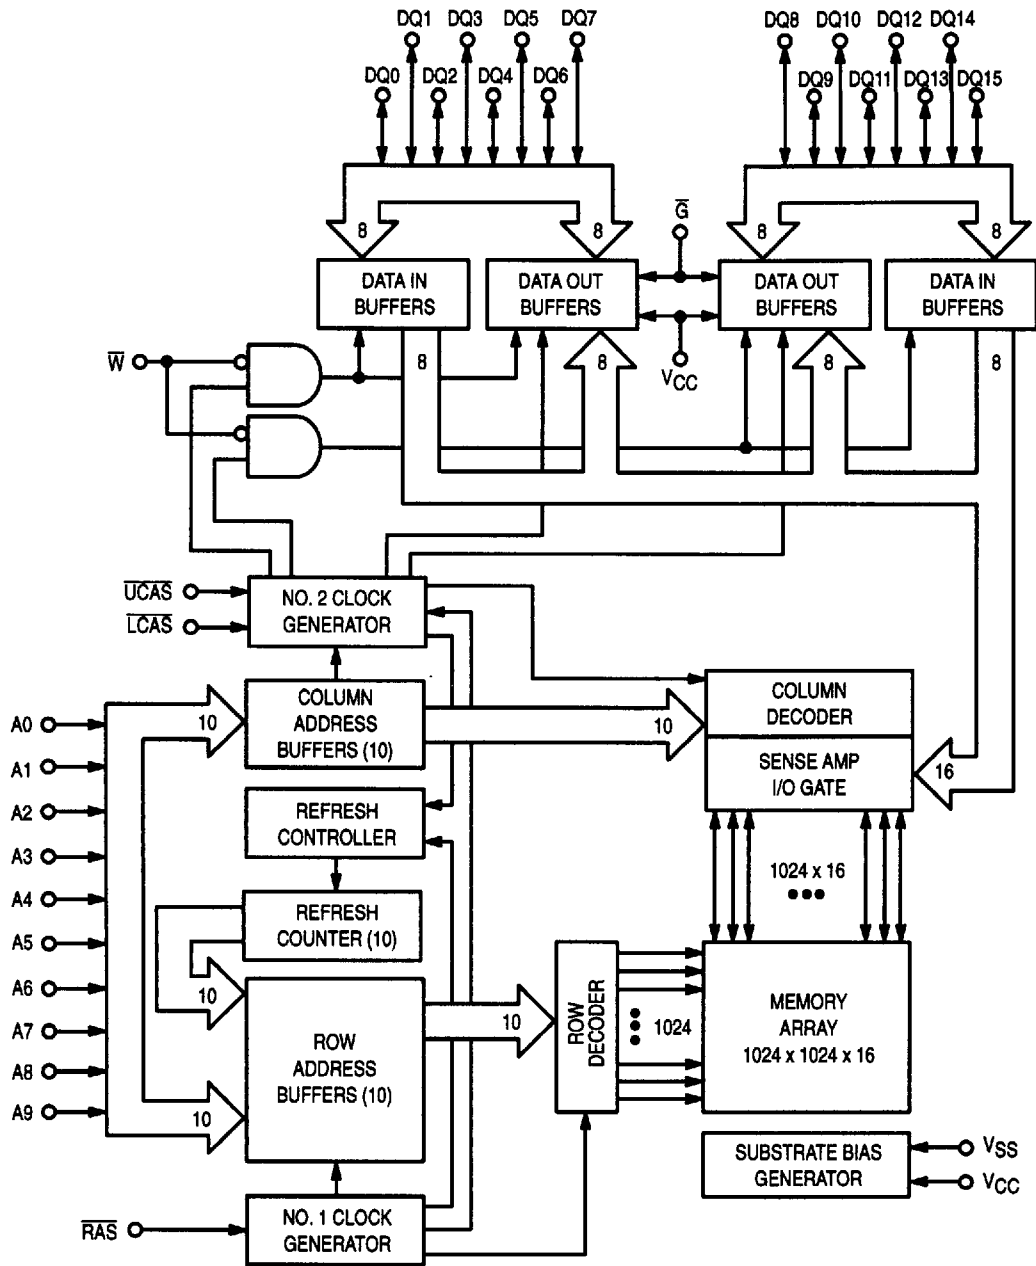 DQ1 DQ3 DQ5 DQ7
DQ8 DQ10 DQ12 DQ14
DQ0 DQ2 DQ4 DQ6
DQ9 DQ11 DQ13 DQ15
8 8 G̅ 8 8
DATA IN
BUFFERS
DATA OUT
BUFFERS
DATA OUT
BUFFERS
DATA IN
BUFFERS
W̅
8 8 VCC 8 8
U̅C̅A̅S̅
L̅C̅A̅S̅
NO. 2 CLOCK
GENERATOR
A0
A1
A2
A3
A4
A5
A6
A7
A8
A9
10
COLUMN
ADDRESS
BUFFERS (10)
10
COLUMN
DECODER
SENSE AMP
I/O GATE
16
REFRESH
CONTROLLER
1024 x 16
REFRESH
COUNTER (10)
10
ROW
ADDRESS
BUFFERS (10)
10
10
ROW
DECODER
1024
MEMORY
ARRAY
1024 x 1024 x 16
SUBSTRATE BIAS
GENERATOR
VSS
VCC
R̅A̅S̅
NO. 1 CLOCK
GENERATOR